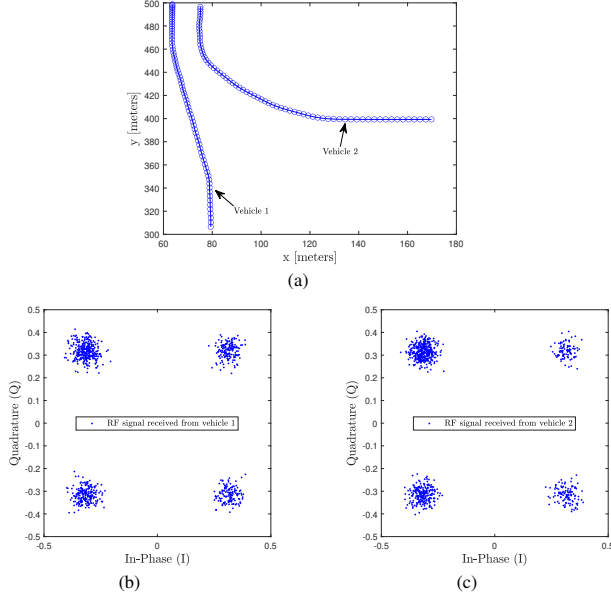 500
480
460
440
420
400
380
360
340
320
300
y [meters]
Vehicle 2
Vehicle 1
60 80 100 120 140 160 180
x [meters]
(a)
0.5
0.4
0.3
0.2
0.1
0
-0.1
-0.2
-0.3
-0.4
-0.5
Quadrature (Q)
RF signal received from vehicle 1
-0.5 0 0.5
In-Phase (I)
(b)
0.5
0.4
0.3
0.2
0.1
0
-0.1
-0.2
-0.3
-0.4
-0.5
Quadrature (Q)
RF signal received from vehicle 2
-0.5 0 0.5
In-Phase (I)
(c)